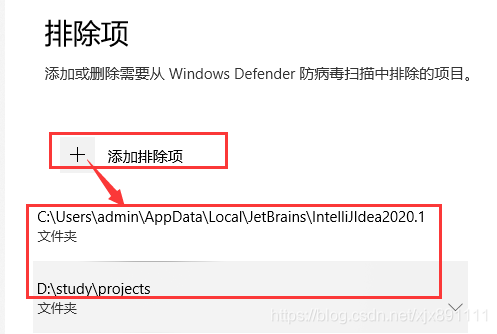 排除项
添加或删除需要从 Windows Defender 防病毒扫描中排除的项目。
添加排除项
C:\Users\admin\AppData\Local\JetBrains\IntelliJIdea2020.1
文件夹
D:\study\projects
文件夹
https://blog.csdn.net/xjx891111